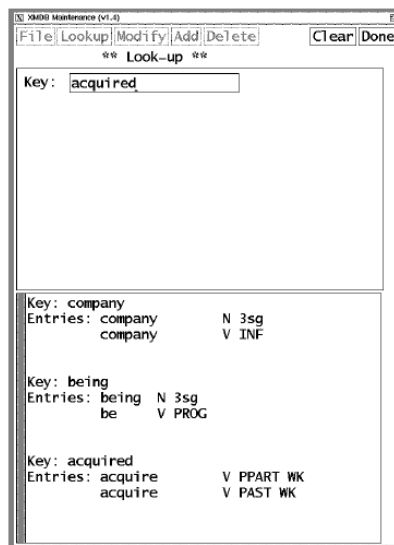 XMDB Maintenance (v1.4)
File Lookup Modify Add Delete Clear Done
** Look-up **
Key: acquired
Key: company
Entries: company N 3sg
company V INF
Key: being
Entries: being N 3sg
be V PROG
Key: acquired
Entries: acquire V PPART WK
acquire V PAST WK